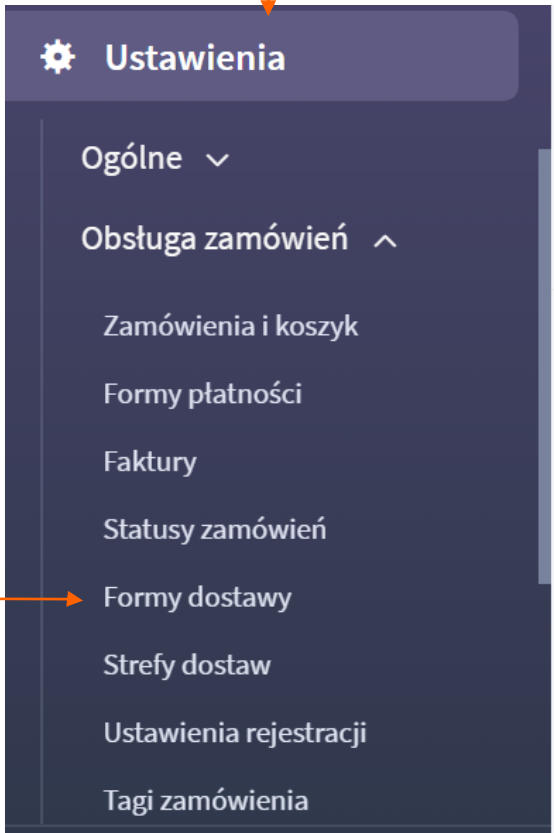 Ustawienia
Ogólne
Obsługa zamówień
Zamówienia i koszyk
Formy płatności
Faktury
Statusy zamówień
Formy dostawy
Strefy dostaw
Ustawienia rejestracji
Tagi zamówienia